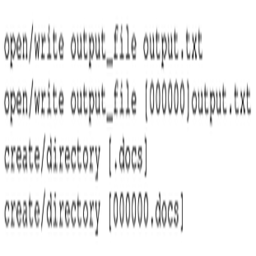 open/write output_file output.txt
open/write output_file [000000]output.txt
create/directory [.docs]
create/directory [000000.docs]